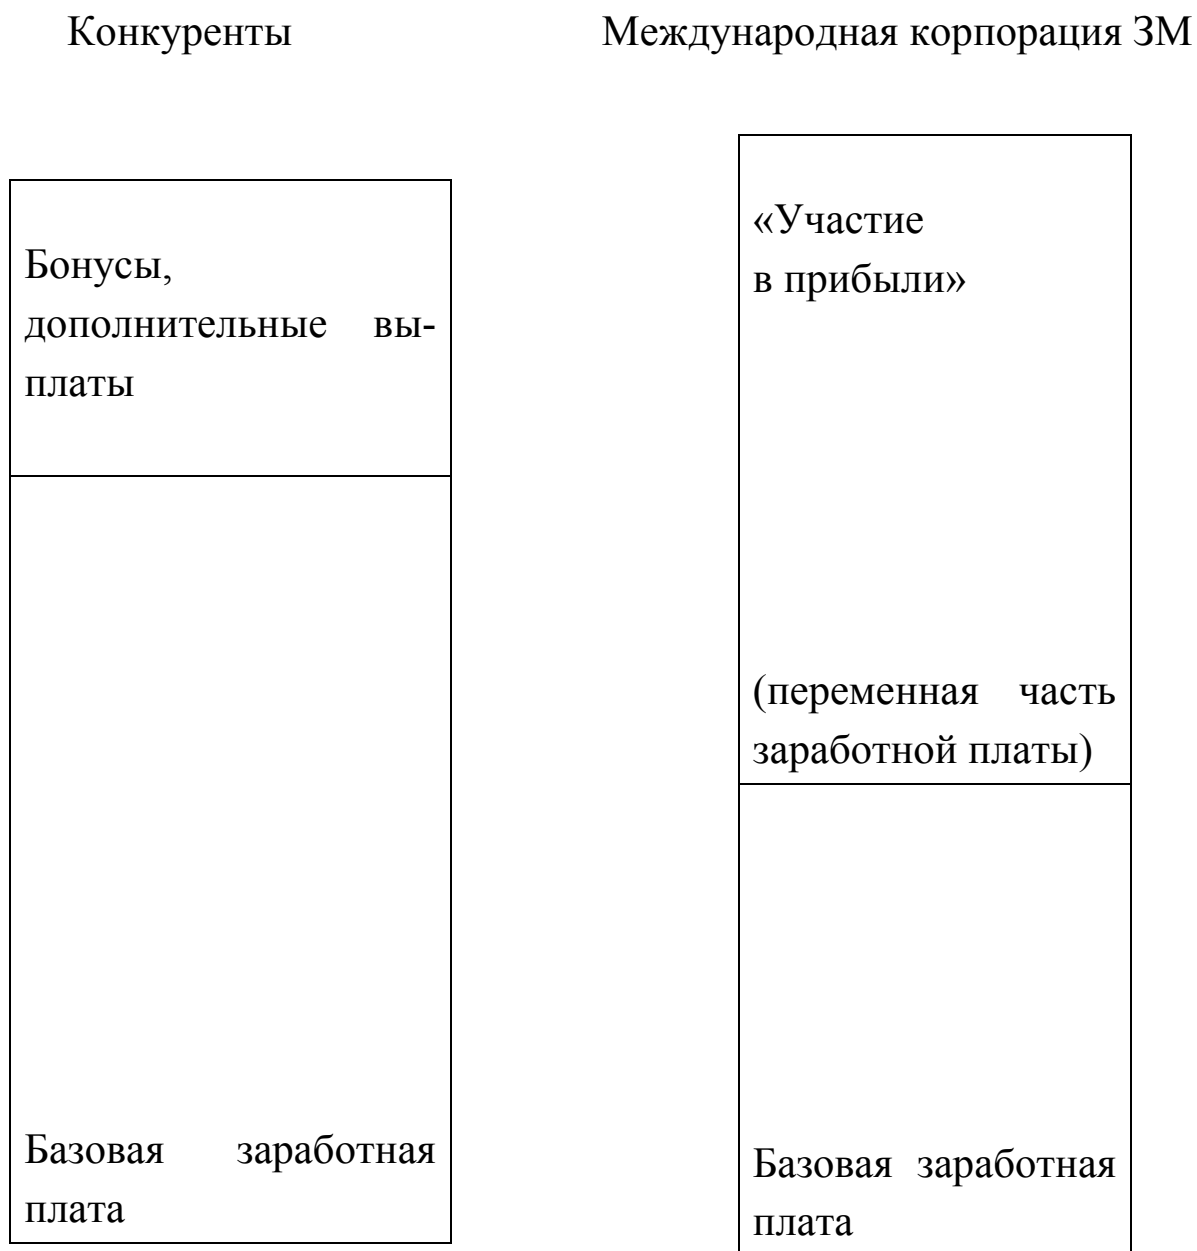 Конкуренты
Международная корпорация 3М
Бонусы,
дополнительные вы-
платы
Базовая заработная
плата
«Участие
в прибыли»
(переменная часть
заработной платы)
Базовая заработная
плата